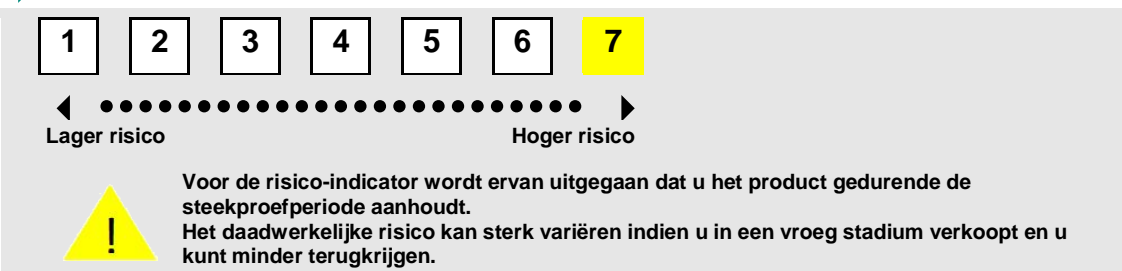 1 2 3 4 5 6 7
Lager risico Hoger risico
!
Voor de risico-indicator wordt ervan uitgegaan dat u het product gedurende de
steekproefperiode aanhoudt.
Het daadwerkelijke risico kan sterk variëren indien u in een vroeg stadium verkoopt en u
kunt minder terugkrijgen.